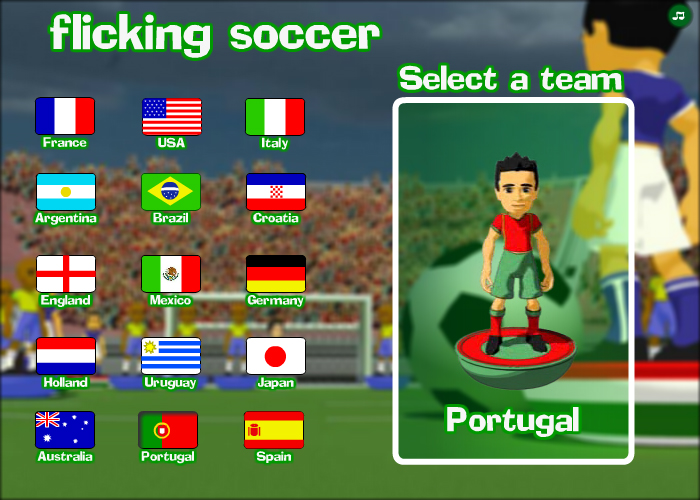 flicking soccer
Select a team
France
USA
Italy
Argentina
Brazil
Croatia
England
Mexico
Germany
Holland
Uruguay
Japan
Australia
Portugal
Spain
Portugal